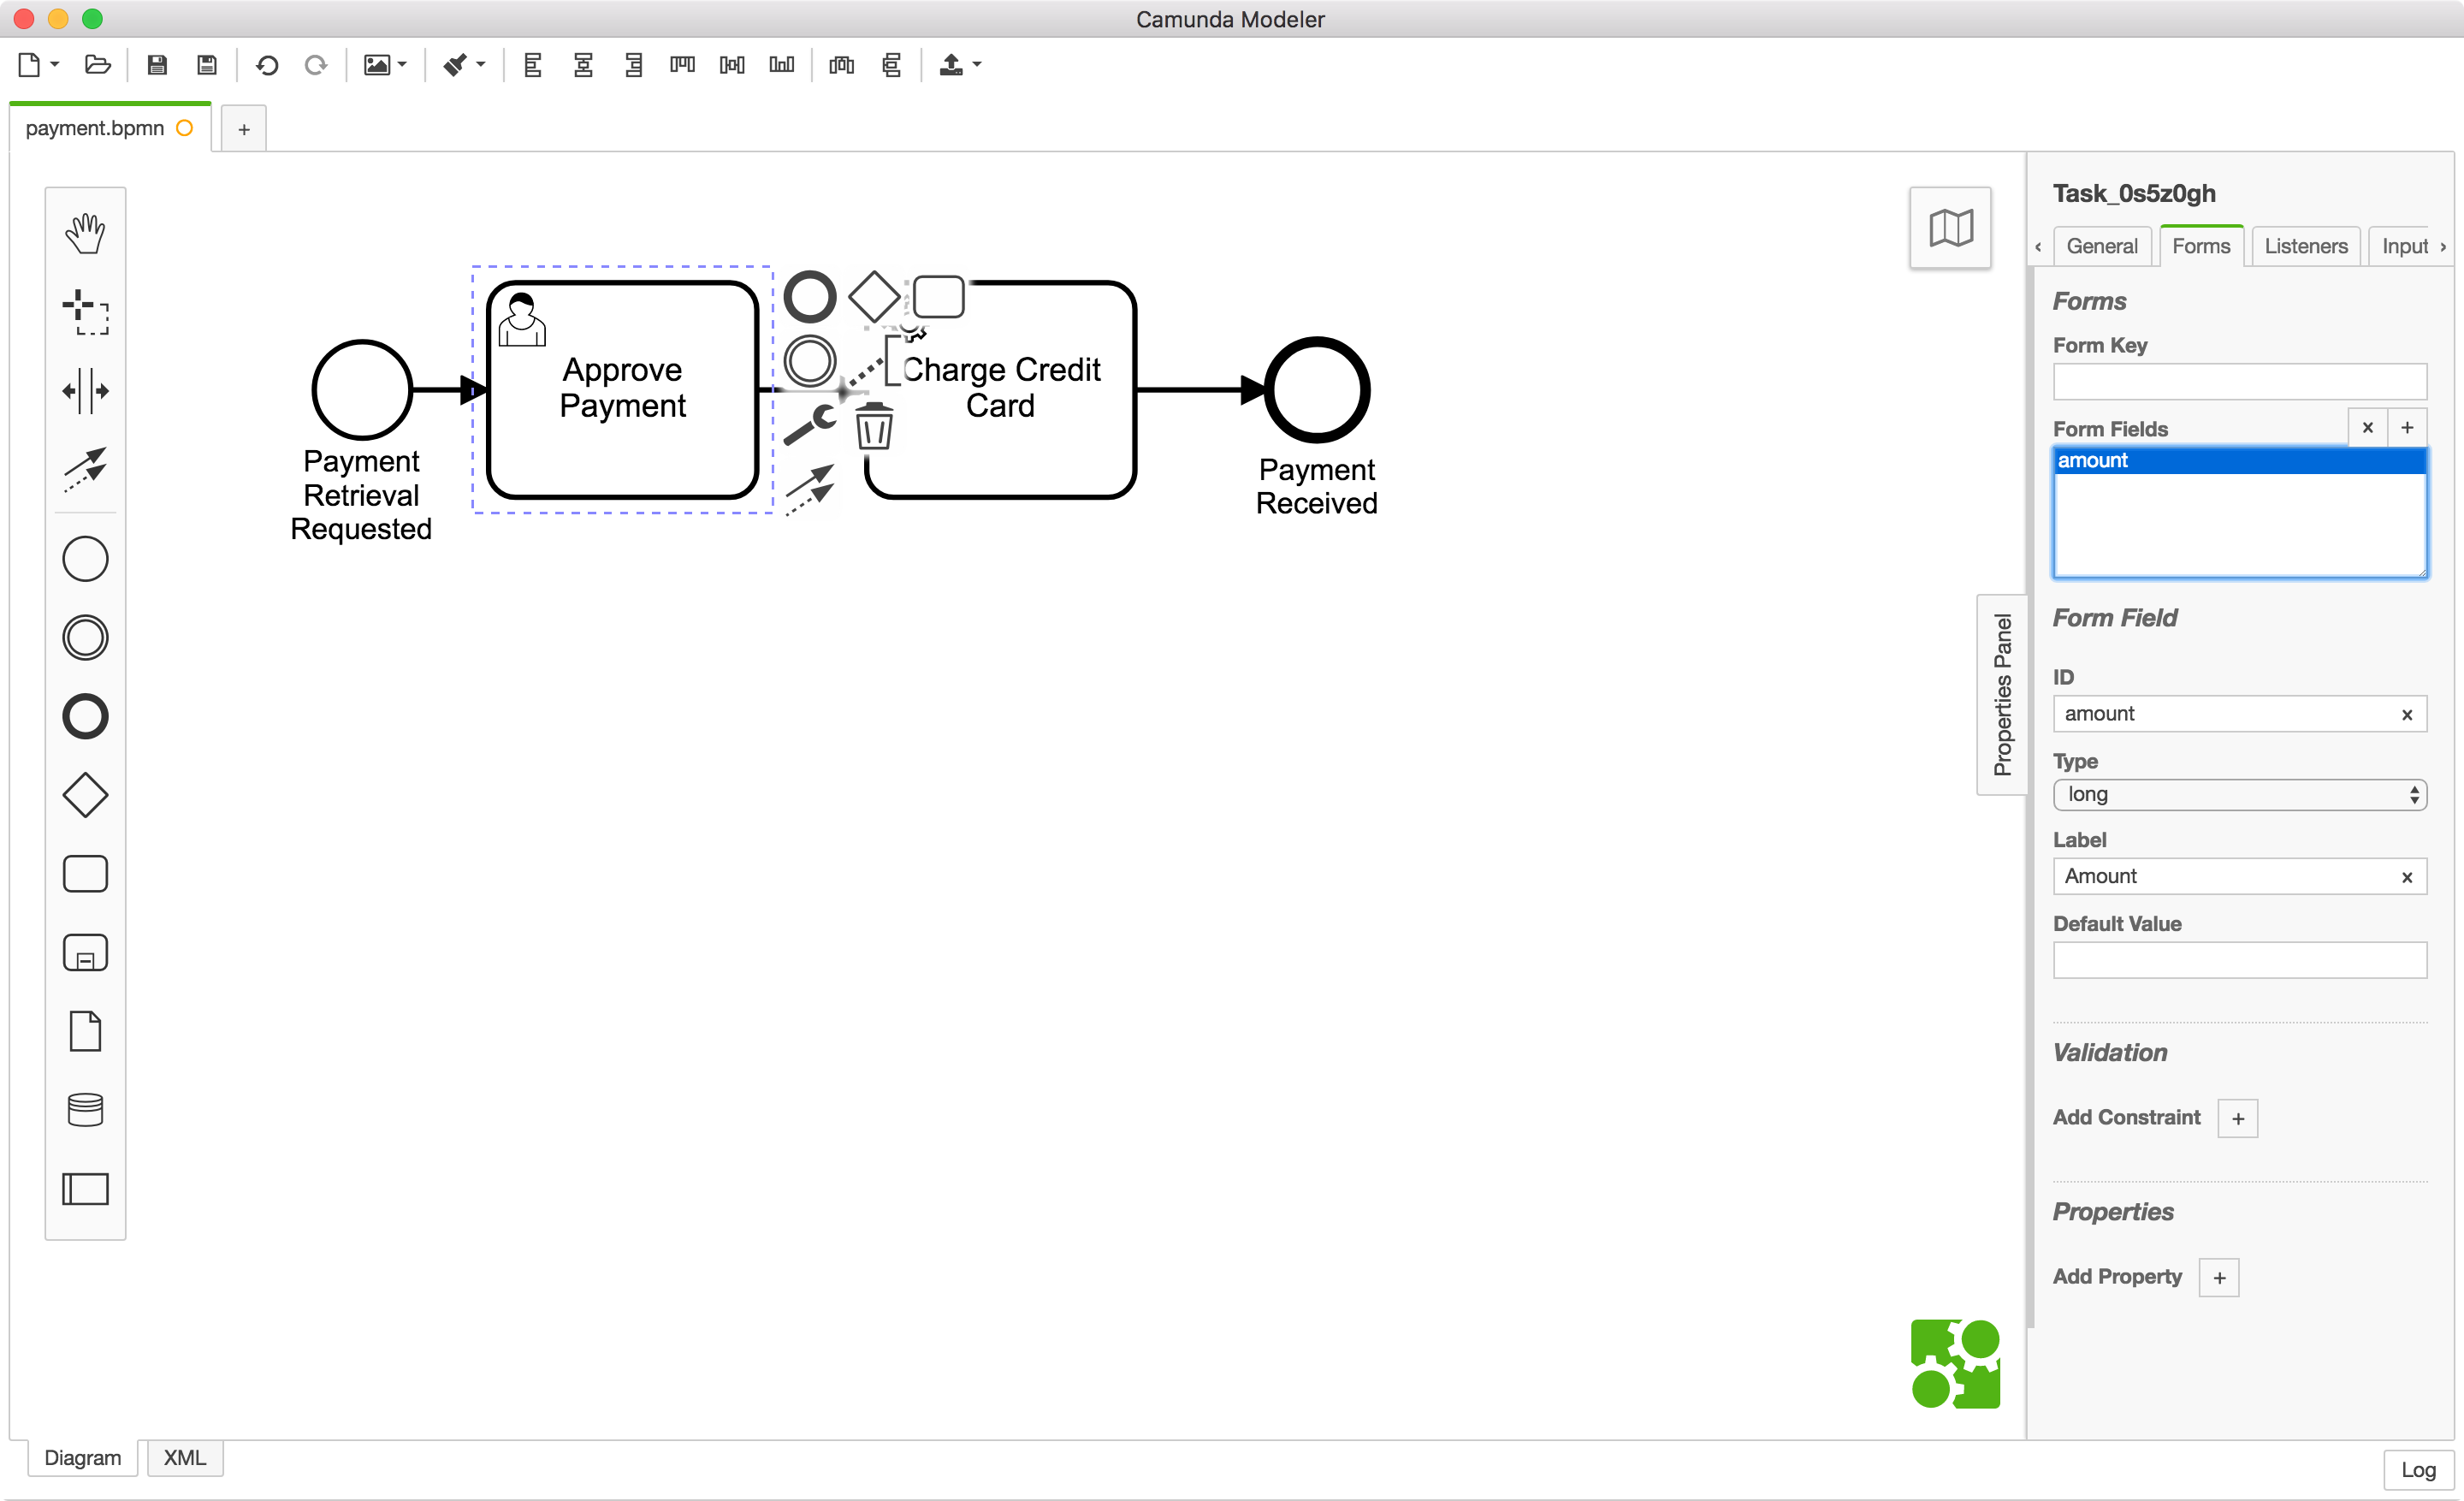 Camunda Modeler
payment.bpmn
+
Task_0s5z0gh
‹ General Forms Listeners Input ›
Forms
Form Key
Form Fields
× +
amount
Form Field
ID
amount ×
Type
long
Label
Amount ×
Default Value
Validation
Add Constraint +
Properties
Add Property +
Properties Panel
Approve
Payment
Charge Credit
Card
Payment
Retrieval
Requested
Payment
Received
Diagram XML
Log